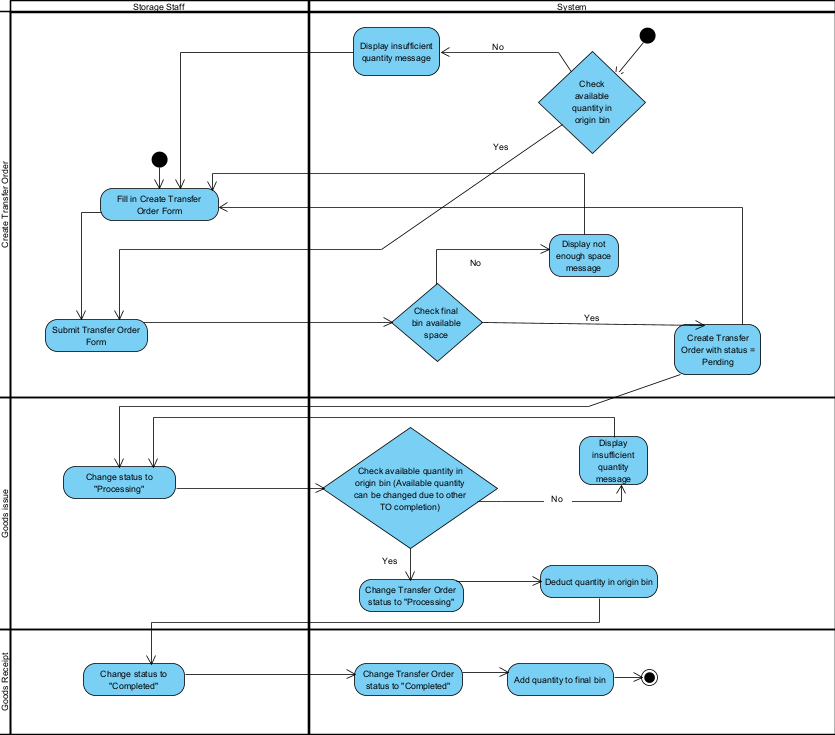 Storage Staff
System
Create Transfer Order
Display insufficient
quantity message
No
Check
available
quantity in
origin bin
Yes
Fill in Create Transfer
Order Form
Display not
enough space
message
No
Check final
bin available
space
Yes
Submit Transfer Order
Form
Create Transfer
Order with status =
Pending
Goods Issue
Change status to
"Processing"
Check available quantity in
origin bin (Available quantity
can be changed due to other
TO completion)
Display
insufficient
quantity
message
No
Yes
Change Transfer Order
status to "Processing"
Deduct quantity in origin bin
Goods Receipt
Change status to
"Completed"
Change Transfer Order
status to "Completed"
Add quantity to final bin